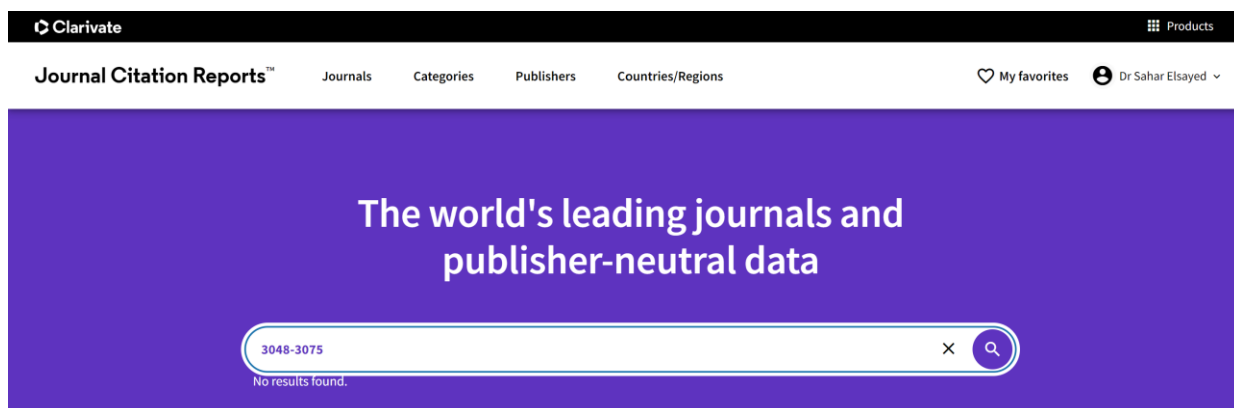 Clarivate Products
Journal Citation Reports™ Journals Categories Publishers Countries/Regions My favorites Dr Sahar Elsayed
The world's leading journals and
publisher-neutral data
3048-3075
No results found.